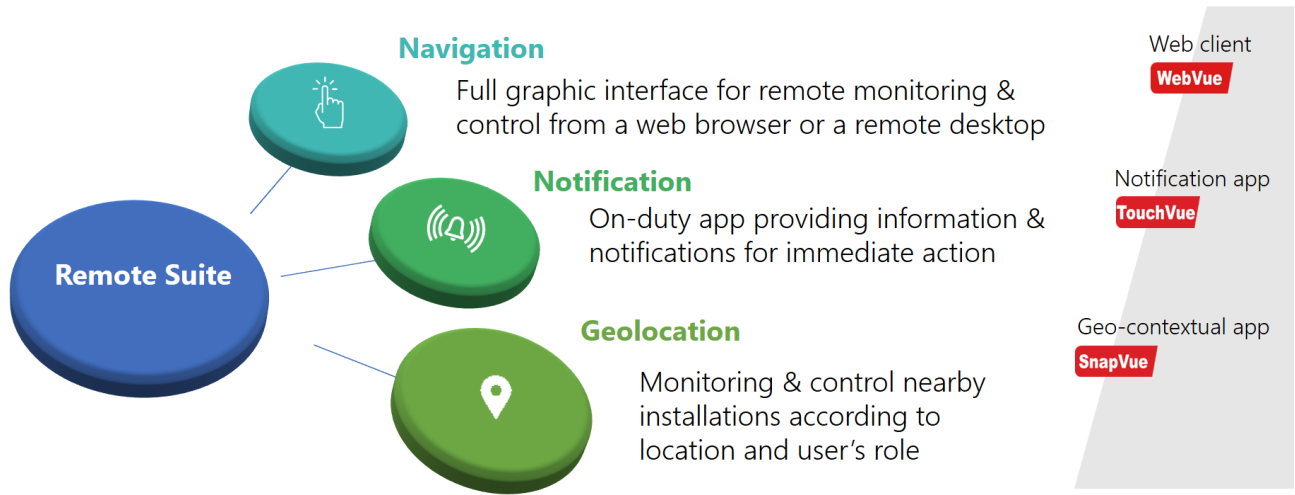 Navigation
Full graphic interface for remote monitoring &
control from a web browser or a remote desktop
Web client
WebVue
Notification
On-duty app providing information &
notifications for immediate action
Notification app
TouchVue
Remote Suite
Geolocation
Monitoring & control nearby
installations according to
location and user’s role
Geo-contextual app
SnapVue